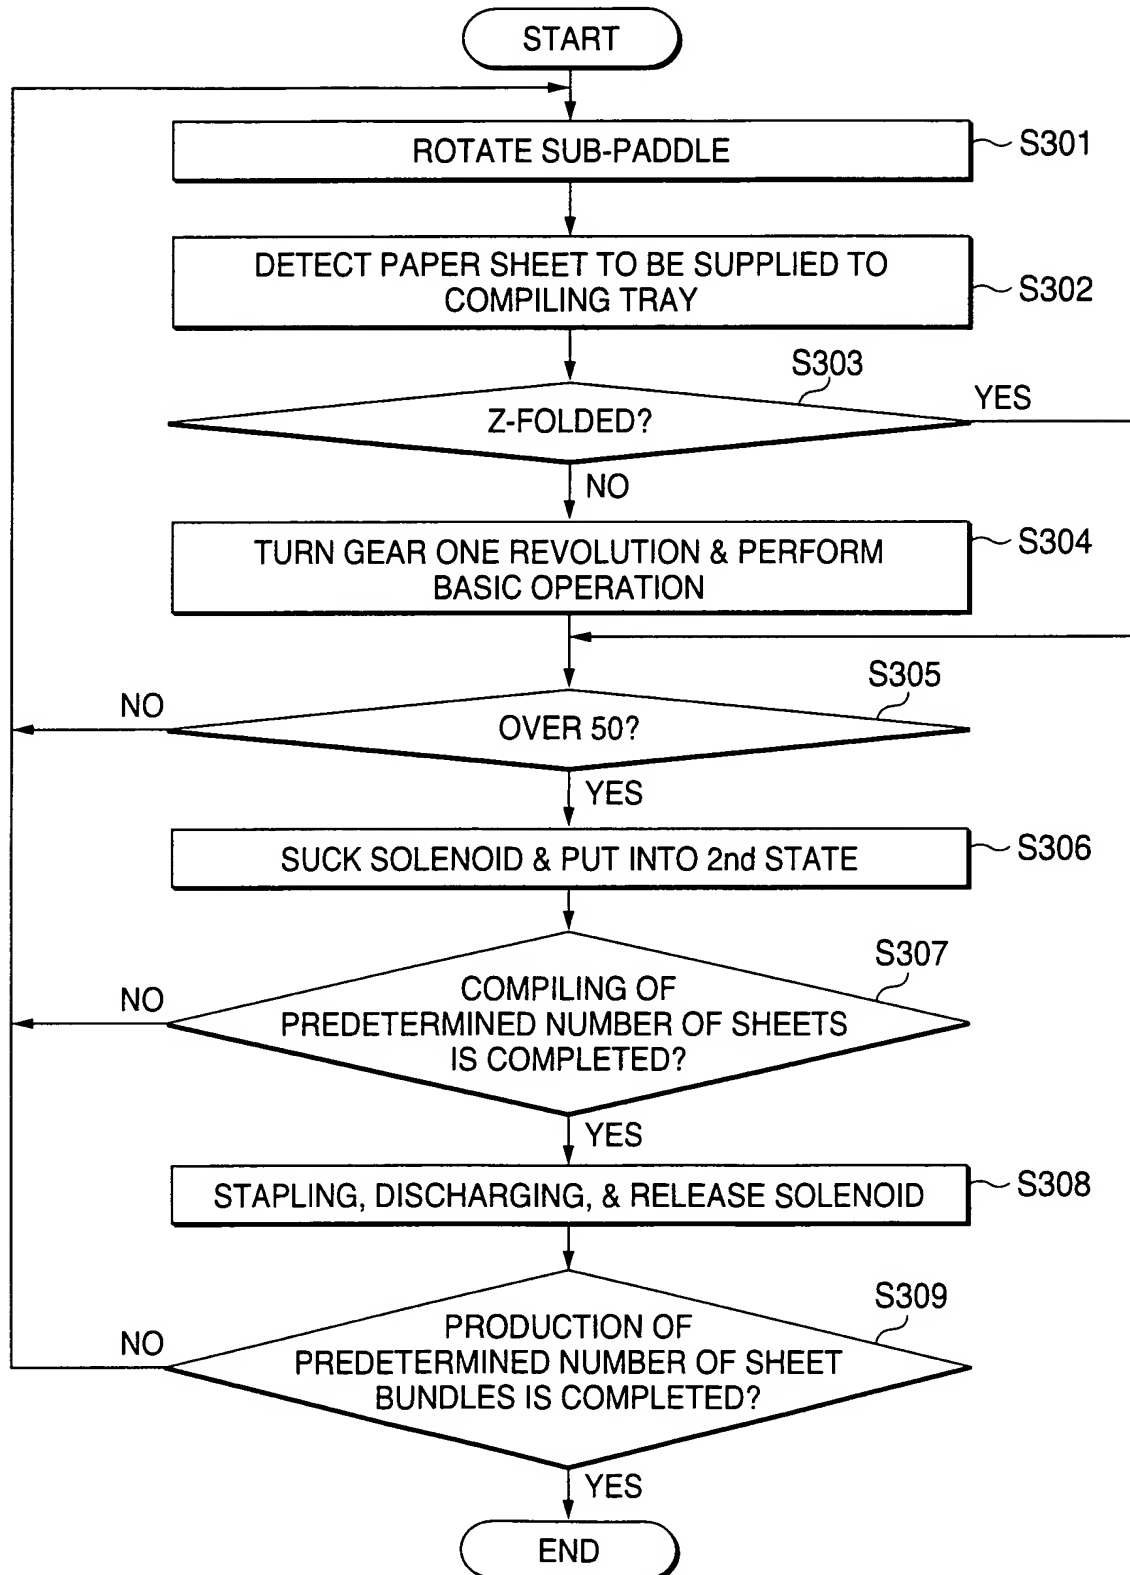 START
ROTATE SUB-PADDLE
S301
DETECT PAPER SHEET TO BE SUPPLIED TO
COMPILING TRAY
S302
S303
Z-FOLDED?
YES
NO
TURN GEAR ONE REVOLUTION & PERFORM
BASIC OPERATION
S304
S305
NO
OVER 50?
YES
SUCK SOLENOID & PUT INTO 2nd STATE
S306
S307
NO
COMPILING OF
PREDETERMINED NUMBER OF SHEETS
IS COMPLETED?
YES
STAPLING, DISCHARGING, & RELEASE SOLENOID
S308
S309
NO
PRODUCTION OF
PREDETERMINED NUMBER OF SHEET
BUNDLES IS COMPLETED?
YES
END